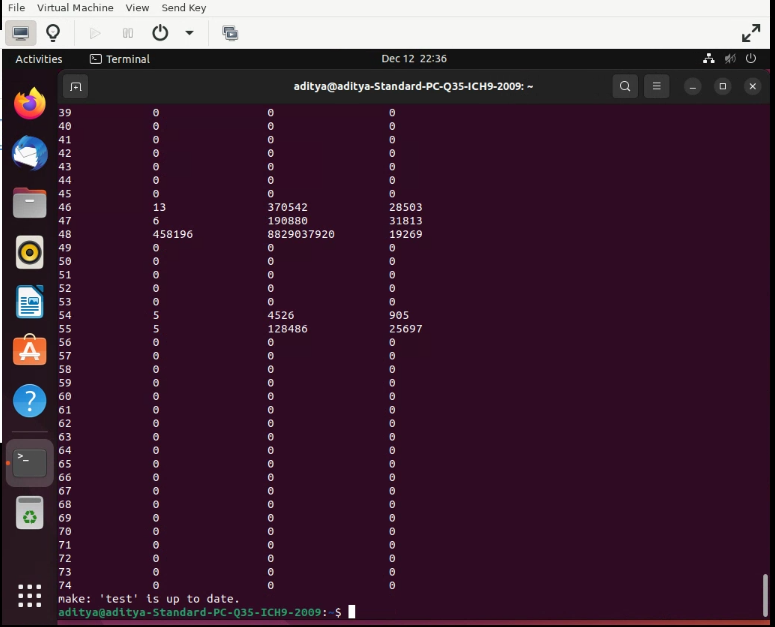 File Virtual Machine View Send Key
Activities Terminal Dec 12 22:36
aditya@aditya-Standard-PC-Q35-ICH9-2009: ~
39 0 0 0
40 0 0 0
41 0 0 0
42 0 0 0
43 0 0 0
44 0 0 0
45 0 0 0
46 13 370542 28503
47 6 190880 31813
48 458196 8829037920 19269
49 0 0 0
50 0 0 0
51 0 0 0
52 0 0 0
53 0 0 0
54 5 4526 905
55 5 128486 25697
56 0 0 0
57 0 0 0
58 0 0 0
59 0 0 0
60 0 0 0
61 0 0 0
62 0 0 0
63 0 0 0
64 0 0 0
65 0 0 0
66 0 0 0
67 0 0 0
68 0 0 0
69 0 0 0
70 0 0 0
71 0 0 0
72 0 0 0
73 0 0 0
74 0 0 0
make: 'test' is up to date.
aditya@aditya-Standard-PC-Q35-ICH9-2009:~$